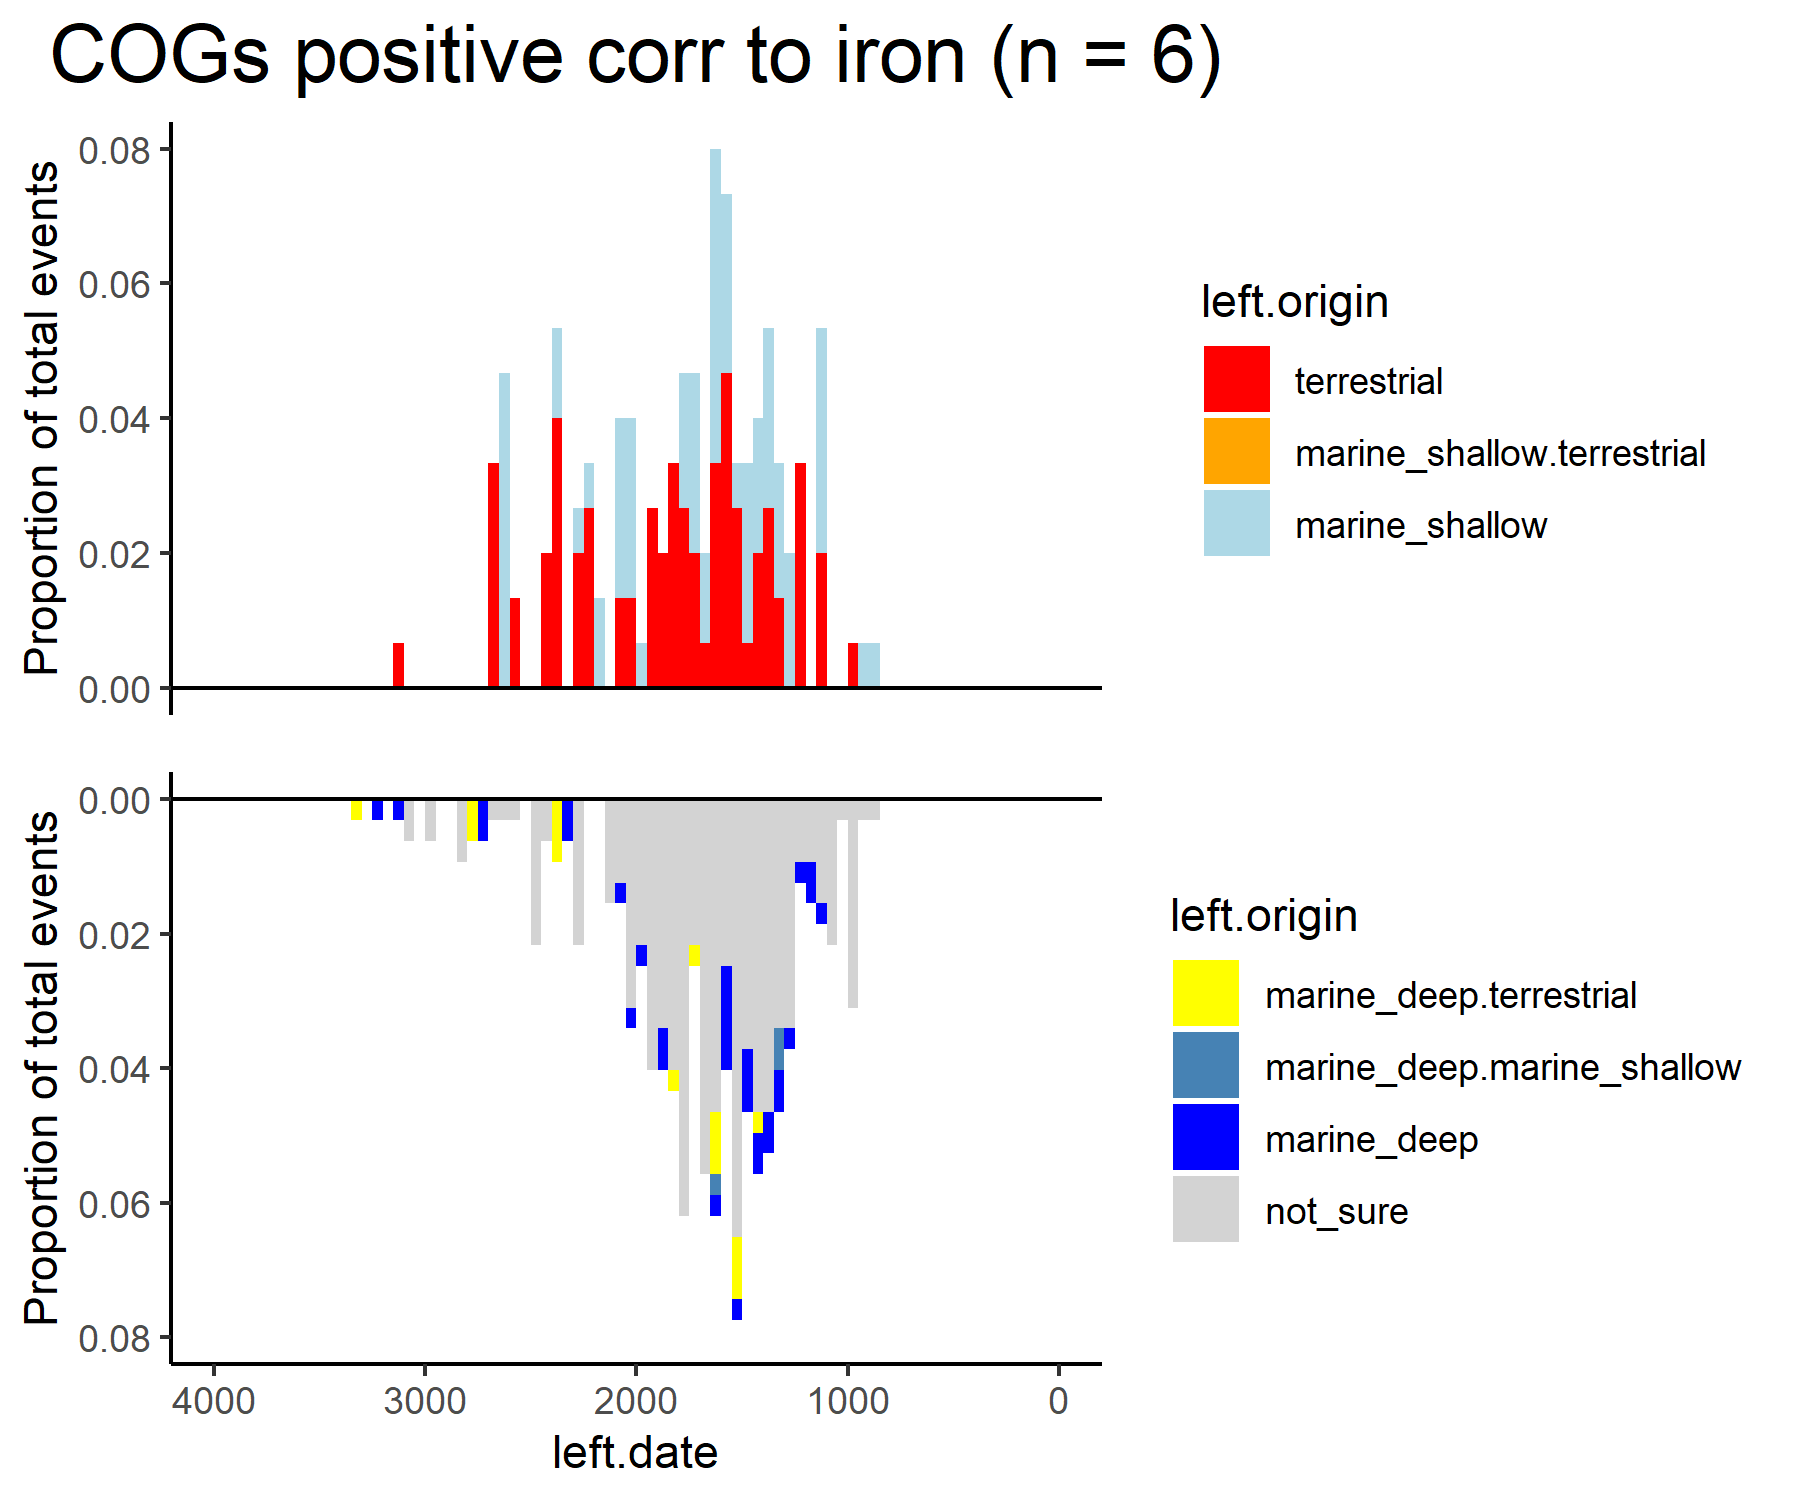 COGs positive corr to iron (n = 6)
Proportion of total events
0.08
0.06
0.04
0.02
0.00
left.origin
terrestrial
marine_shallow.terrestrial
marine_shallow
Proportion of total events
0.00
0.02
0.04
0.06
0.08
4000 3000 2000 1000 0
left.date
left.origin
marine_deep.terrestrial
marine_deep.marine_shallow
marine_deep
not_sure